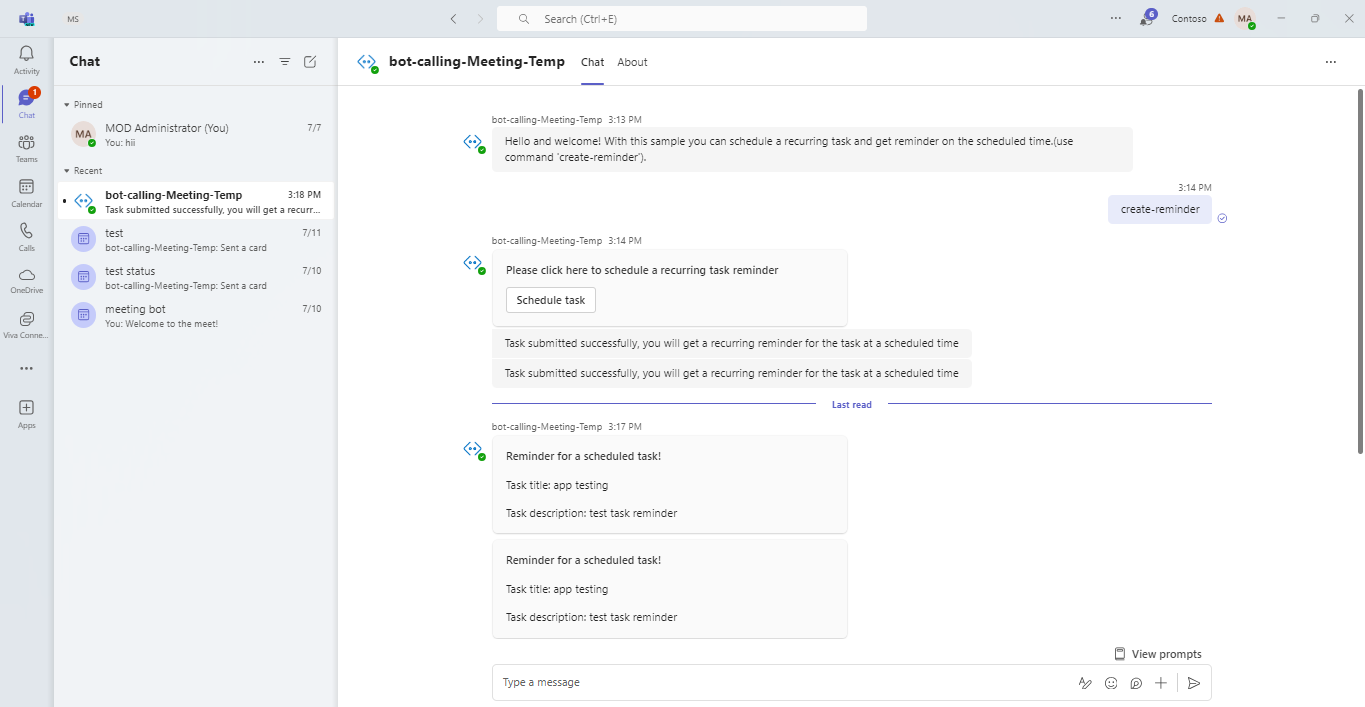 MS
Search (Ctrl+E)
6
Contoso
MA
Activity
1
Chat
Teams
Calendar
Calls
OneDrive
Viva Conne...
Apps
Chat
Pinned
MA
MOD Administrator (You)
7/7
You: hii
Recent
bot-calling-Meeting-Temp
3:18 PM
Task submitted successfully, you will get a recurr...
test
7/11
bot-calling-Meeting-Temp: Sent a card
test status
7/10
bot-calling-Meeting-Temp: Sent a card
meeting bot
7/10
You: Welcome to the meet!
bot-calling-Meeting-Temp
Chat
About
bot-calling-Meeting-Temp 3:13 PM
Hello and welcome! With this sample you can schedule a recurring task and get reminder on the scheduled time.(use
command 'create-reminder').
3:14 PM
create-reminder
bot-calling-Meeting-Temp 3:14 PM
Please click here to schedule a recurring task reminder
Schedule task
Task submitted successfully, you will get a recurring reminder for the task at a scheduled time
Task submitted successfully, you will get a recurring reminder for the task at a scheduled time
Last read
bot-calling-Meeting-Temp 3:17 PM
Reminder for a scheduled task!
Task title: app testing
Task description: test task reminder
Reminder for a scheduled task!
Task title: app testing
Task description: test task reminder
View prompts
Type a message